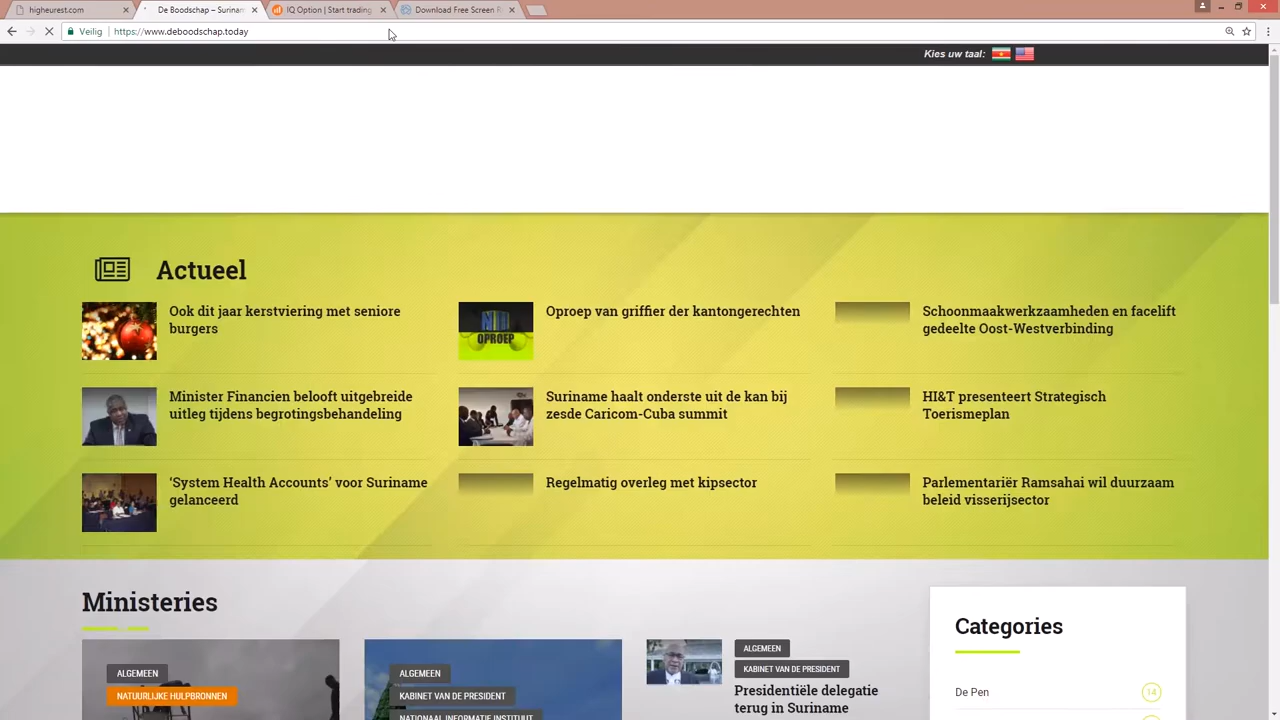 higheurest.com
De Boodschap – Surinam
IQ Option | Start trading
Download Free Screen R
Veilig
https://www.deboodschap.today
Kies uw taal:
Actueel
Ook dit jaar kerstviering met seniore
burgers
OPROEP
Oproep van griffier der kantongerechten
Schoonmaakwerkzaamheden en facelift
gedeelte Oost-Westverbinding
Minister Financien belooft uitgebreide
uitleg tijdens begrotingsbehandeling
Suriname haalt onderste uit de kan bij
zesde Caricom-Cuba summit
HI&T presenteert Strategisch
Toerismeplan
‘System Health Accounts’ voor Suriname
gelanceerd
Regelmatig overleg met kipsector
Parlementariër Ramsahai wil duurzaam
beleid visserijsector
Ministeries
ALGEMEEN
NATUURLIJKE HULPBRONNEN
ALGEMEEN
KABINET VAN DE PRESIDENT
NATIONAAL INFORMATIE INSTITUUT
ALGEMEEN
KABINET VAN DE PRESIDENT
Presidentiële delegatie
terug in Suriname
Categories
De Pen
14